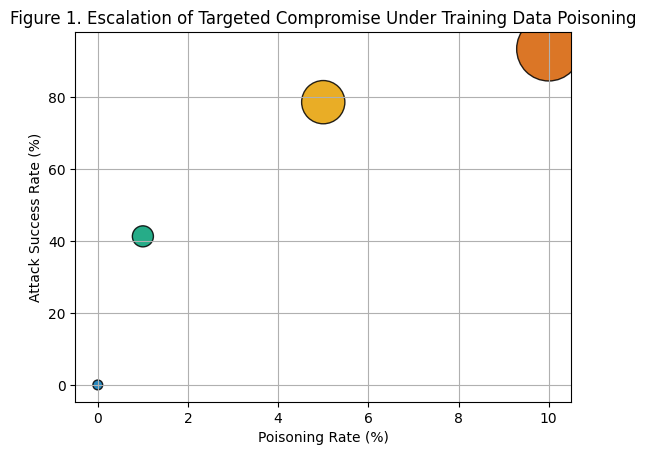 Figure 1. Escalation of Targeted Compromise Under Training Data Poisoning
Attack Success Rate (%)
80
60
40
20
0
0 2 4 6 8 10
Poisoning Rate (%)